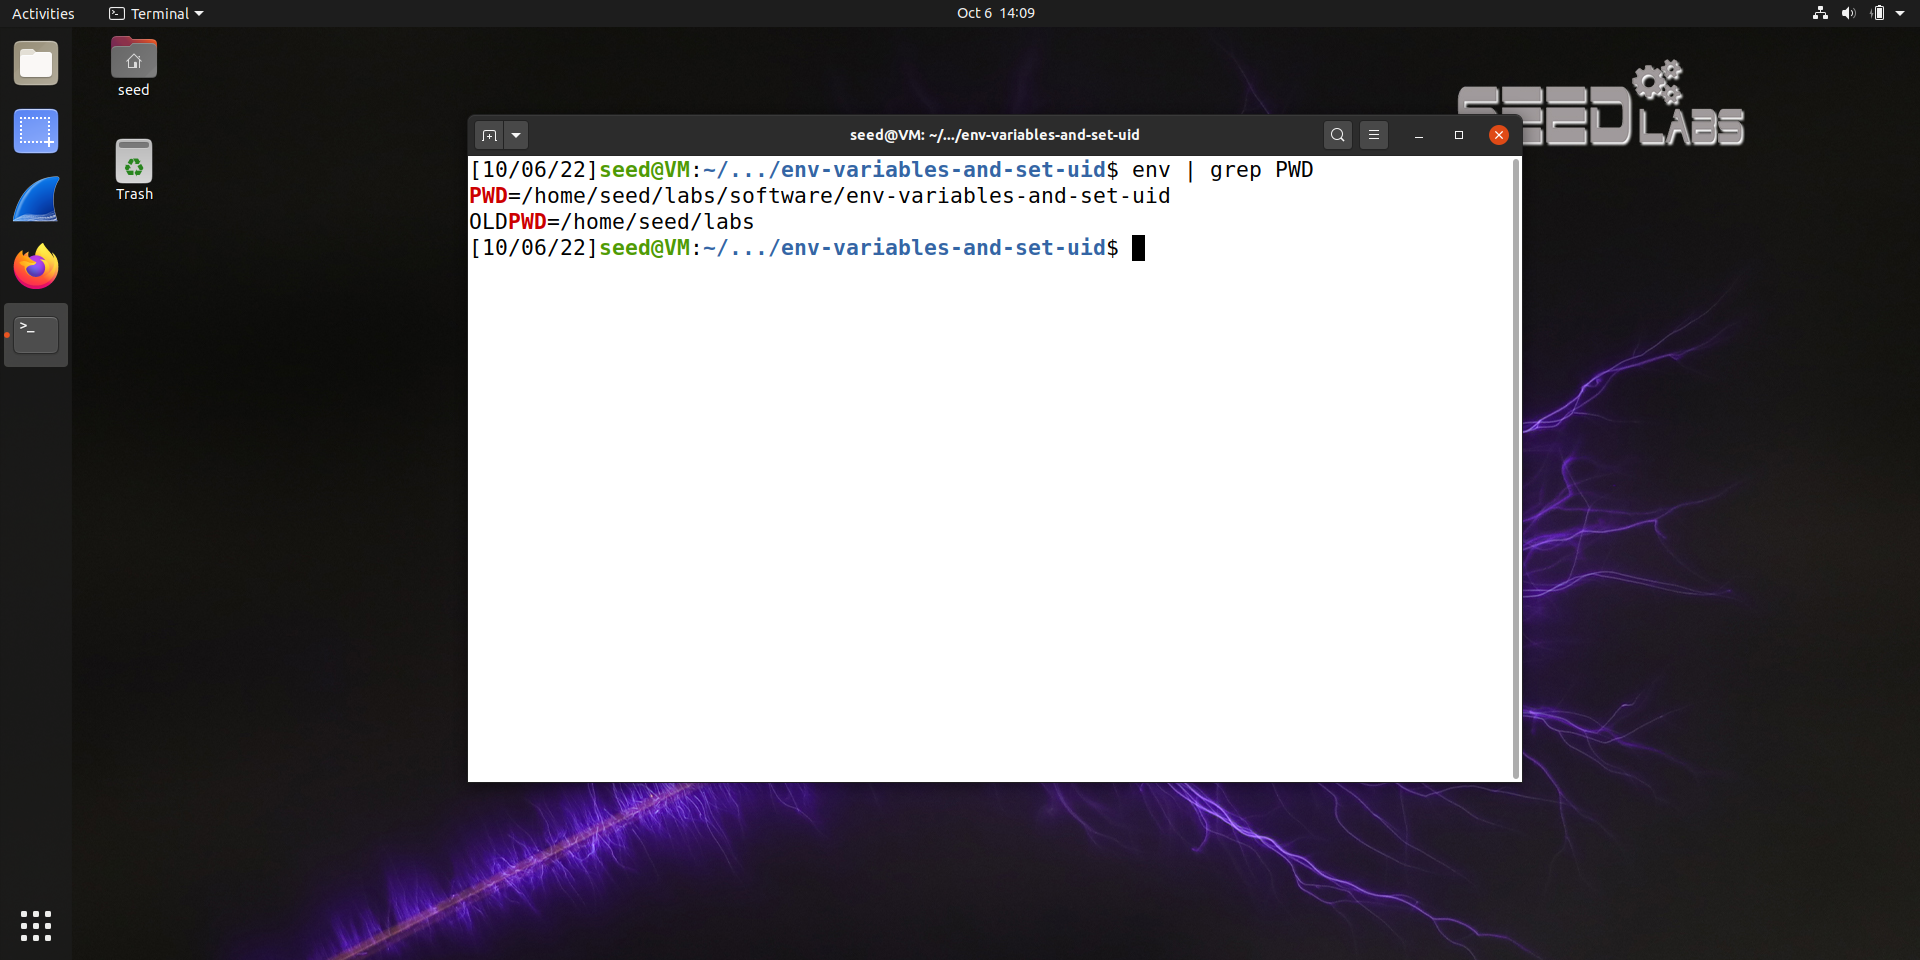 Activities Terminal Oct 6 14:09
seed
Trash
SEED LABS
seed@VM: ~/.../env-variables-and-set-uid
[10/06/22]seed@VM:~/.../env-variables-and-set-uid$ env | grep PWD
PWD=/home/seed/labs/software/env-variables-and-set-uid
OLDPWD=/home/seed/labs
[10/06/22]seed@VM:~/.../env-variables-and-set-uid$